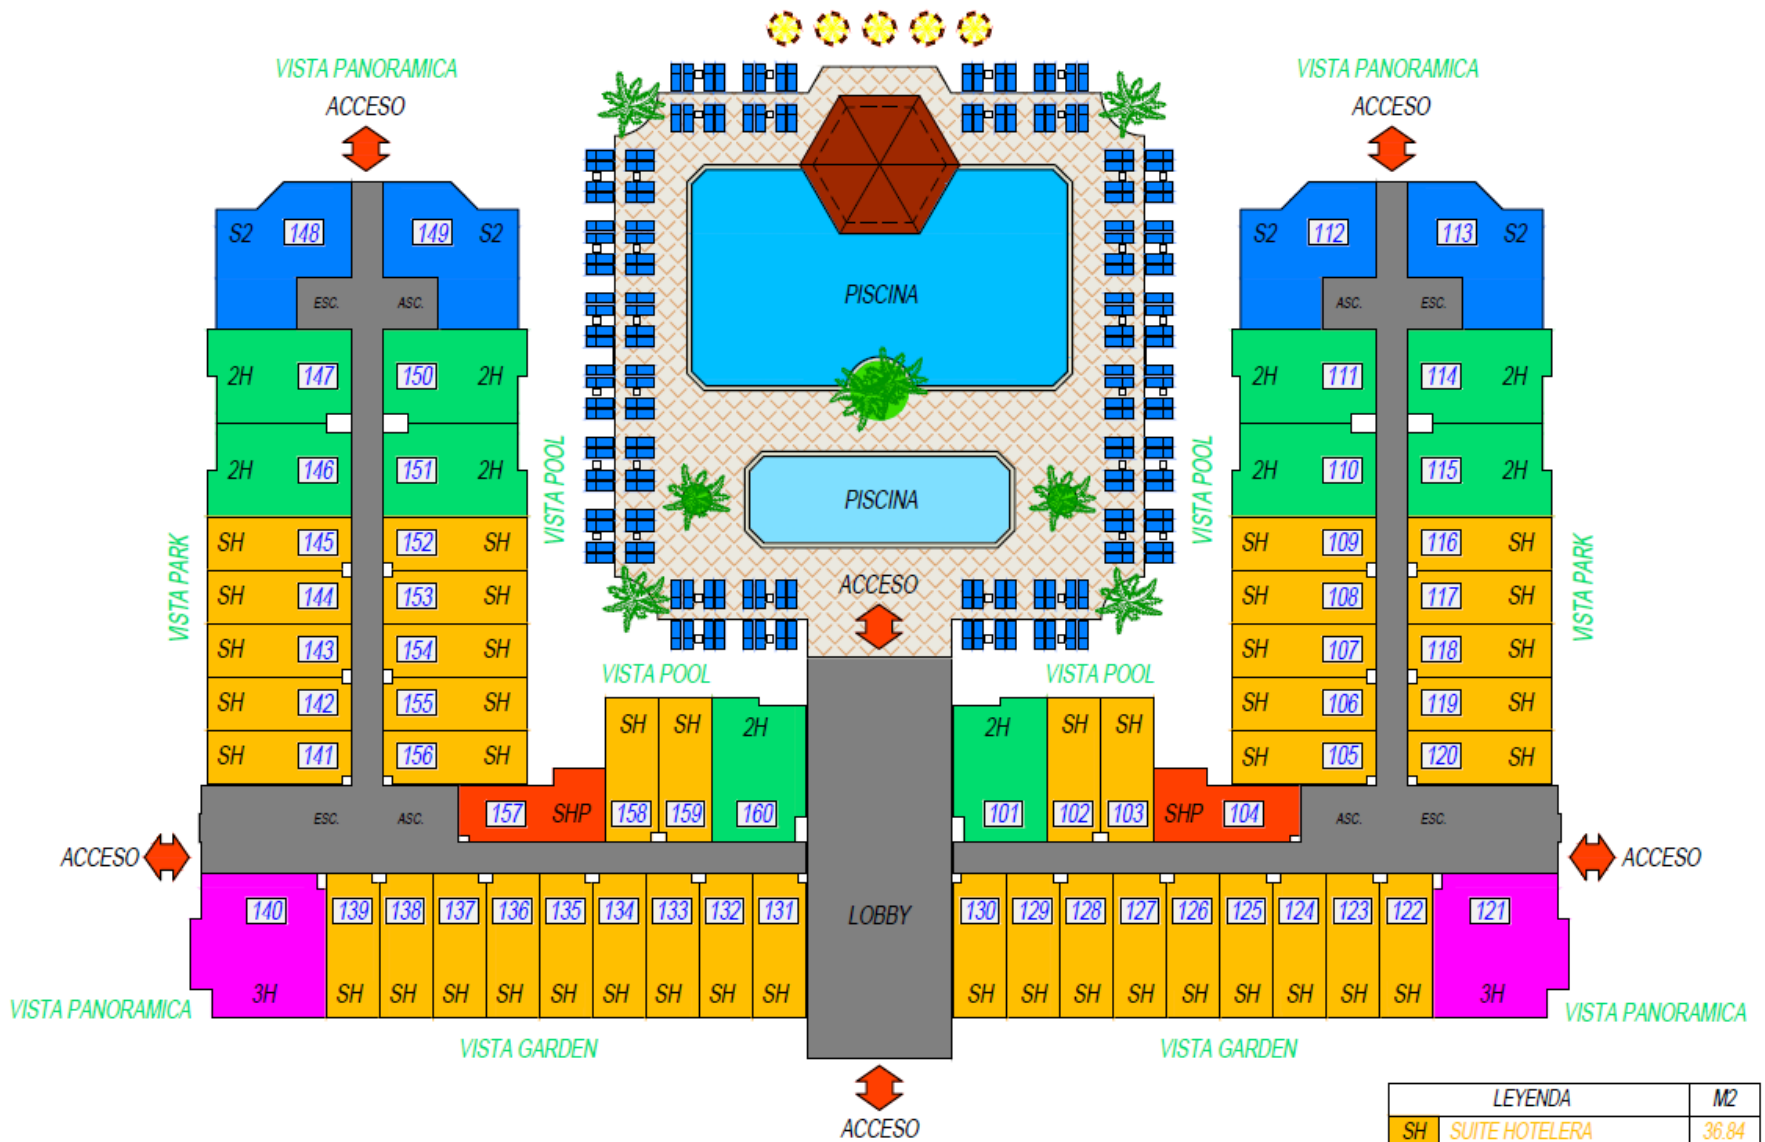 VISTA PANORAMICA
ACCESO
VISTA PANORAMICA
ACCESO
S2 148 149 S2
S2 112 113 S2
ESC. ASC.
PISCINA
ASC. ESC.
2H 147 150 2H
2H 111 114 2H
2H 146 151 2H
VISTA POOL
PISCINA
VISTA POOL
2H 110 115 2H
VISTA PARK
SH 145 152 SH
SH 144 153 SH
SH 143 154 SH
SH 142 155 SH
SH 141 156 SH
ACCESO
SH 109 116 SH
SH 108 117 SH
SH 107 118 SH
SH 106 119 SH
SH 105 120 SH
VISTA PARK
VISTA POOL
VISTA POOL
SH SH 2H
2H SH SH
ESC. ASC.
157 SHP 158 159 160
101 102 103 SHP 104
ASC. ESC.
ACCESO
ACCESO
140 139 138 137 136 135 134 133 132 131
LOBBY
130 129 128 127 126 125 124 123 122 121
3H SH SH SH SH SH SH SH SH SH
SH SH SH SH SH SH SH SH SH 3H
VISTA PANORAMICA
VISTA PANORAMICA
VISTA GARDEN
VISTA GARDEN
ACCESO
LEYENDA M2
SH SUITE HOTELERA 36.84